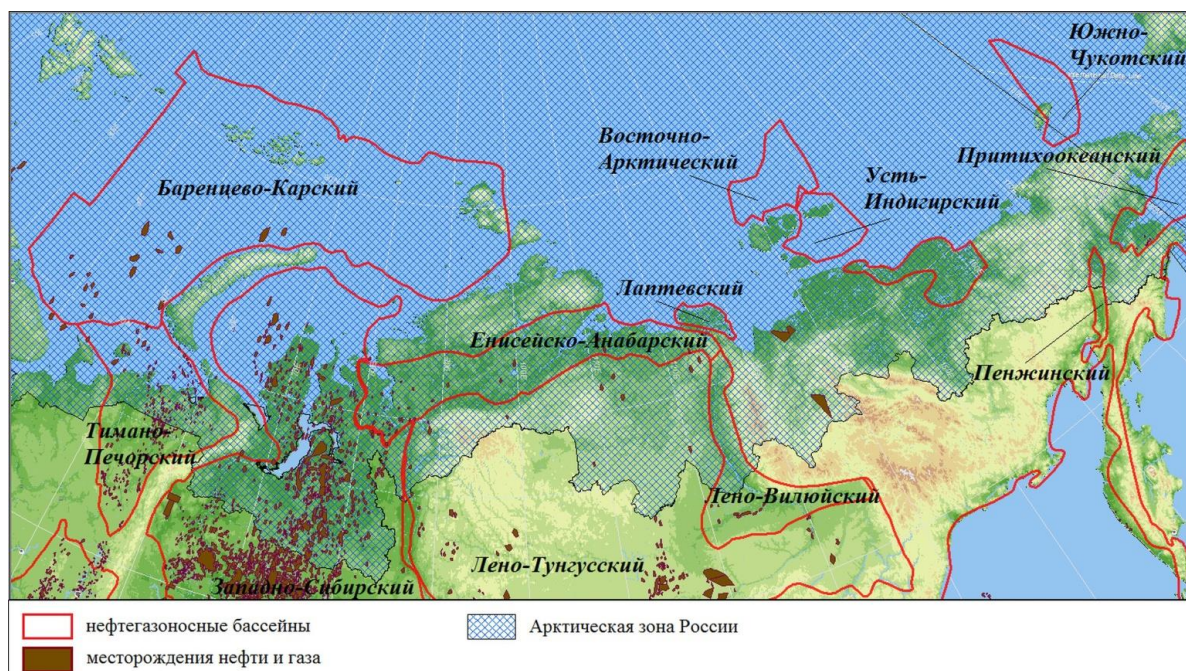 Южно-
Чукотский
Восточно-
Арктический
Притихоокеанский
Баренцево-Карский
Усть-
Индигирский
Лаптевский
Енисейско-Анабарский
Пенжинский
Тимано-
Печорский
Лено-Вилюйский
Лено-Тунгусский
Западно-Сибирский
нефтегазоносные бассейны
Арктическая зона России
месторождения нефти и газа